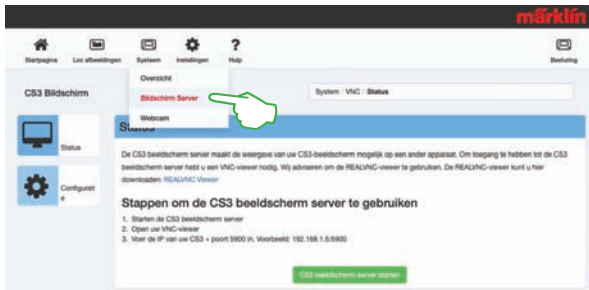 märklin
Startpagina Loc afbeeldingen Systeem Instellingen ? Hulp Besturing
Overzicht
CS3 Bildschirm Bildschirm Server System / VNC / Status
Webcam
Status
Status
De CS3 beeldscherm server maakt de weergave van uw CS3-beeldscherm mogelijk op een ander apparaat. Om toegang te hebben tot de CS3
beeldscherm server hebt u een VNC-viewer nodig. Wij adviseren om de REALVNC-viewer te gebruiken. De REALVNC-viewer kunt u hier
downloaden: REALVNC Viewer
Configurati
e
Stappen om de CS3 beeldscherm server te gebruiken
1. Starten de CS3 beeldscherm server
2. Open uw VNC-viewer
3. Voer de IP van uw CS3 + poort 5900 in, Voorbeeld: 192.168.1.5:5900
CS3 beeldscherm server starten